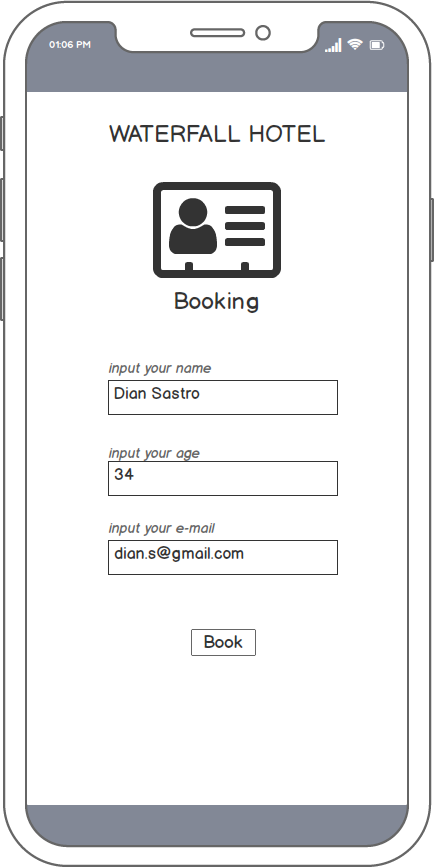 01:06 PM
WATERFALL HOTEL
Booking
input your name
Dian Sastro
input your age
34
input your e-mail
dian.s@gmail.com
Book